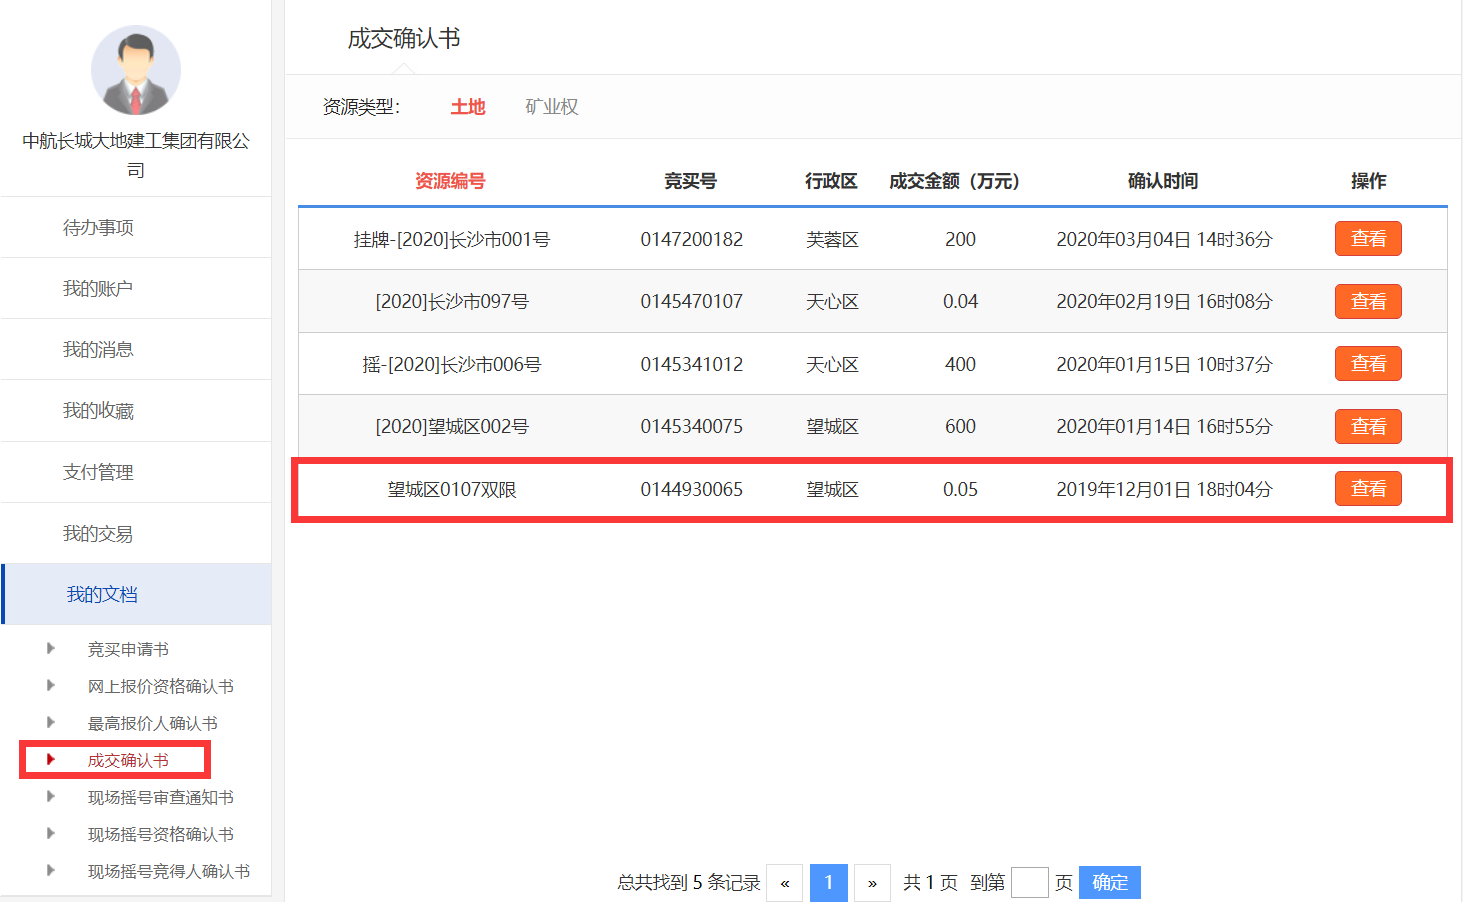 中航长城大地建工集团有限公
司
待办事项
我的账户
我的消息
我的收藏
支付管理
我的交易
我的文档
竞买申请书
网上报价资格确认书
最高报价人确认书
成交确认书
现场摇号审查通知书
现场摇号资格确认书
现场摇号竞得人确认书
成交确认书
资源类型： 土地 矿业权
资源编号 竞买号 行政区 成交金额（万元） 确认时间 操作
挂牌-[2020]长沙市001号 0147200182 芙蓉区 200 2020年03月04日 14时36分 查看
[2020]长沙市097号 0145470107 天心区 0.04 2020年02月19日 16时08分 查看
摇-[2020]长沙市006号 0145341012 天心区 400 2020年01月15日 10时37分 查看
[2020]望城区002号 0145340075 望城区 600 2020年01月14日 16时55分 查看
望城区0107双限 0144930065 望城区 0.05 2019年12月01日 18时04分 查看
总共找到 5 条记录 « 1 » 共 1 页 到第 页 确定